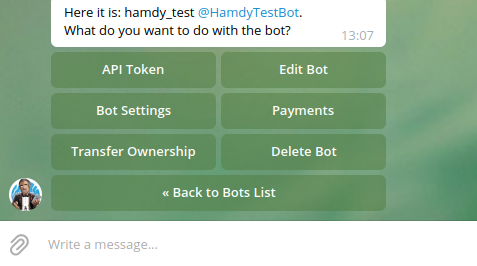 Here it is: hamdy_test @HamdyTestBot.
What do you want to do with the bot?
13:07
API Token
Edit Bot
Bot Settings
Payments
Transfer Ownership
Delete Bot
« Back to Bots List
Write a message...